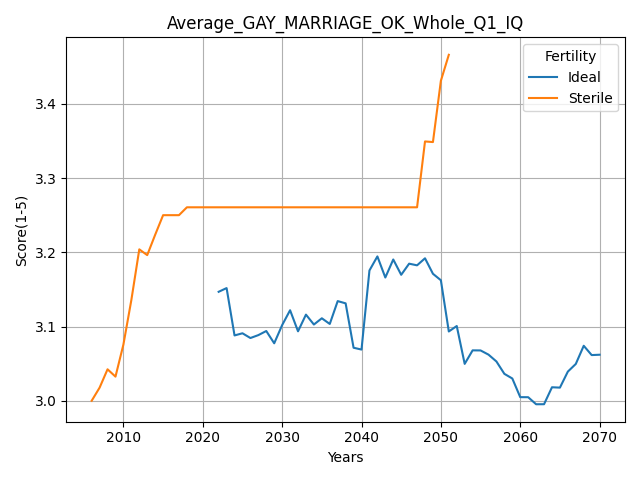 Average_GAY_MARRIAGE_OK_Whole_Q1_IQ
Fertility
Ideal
Sterile
Score(1-5)
3.4
3.3
3.2
3.1
3.0
2010 2020 2030 2040 2050 2060 2070
Years